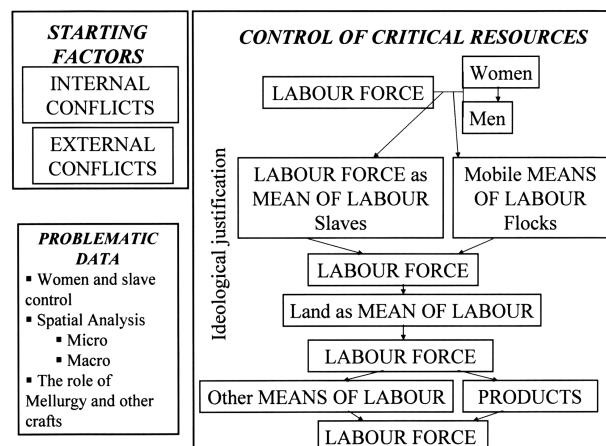 STARTING
FACTORS
INTERNAL
CONFLICTS
EXTERNAL
CONFLICTS
PROBLEMATIC
DATA
▪ Women and slave
control
▪ Spatial Analysis
▪ Micro
▪ Macro
▪ The role of
Mellurgy and other
crafts
CONTROL OF CRITICAL RESOURCES
Ideological justification
Women
LABOUR FORCE
Men
LABOUR FORCE as
MEAN OF LABOUR
Slaves
Mobile MEANS
OF LABOUR
Flocks
LABOUR FORCE
Land as MEAN OF LABOUR
LABOUR FORCE
Other MEANS OF LABOUR
PRODUCTS
LABOUR FORCE